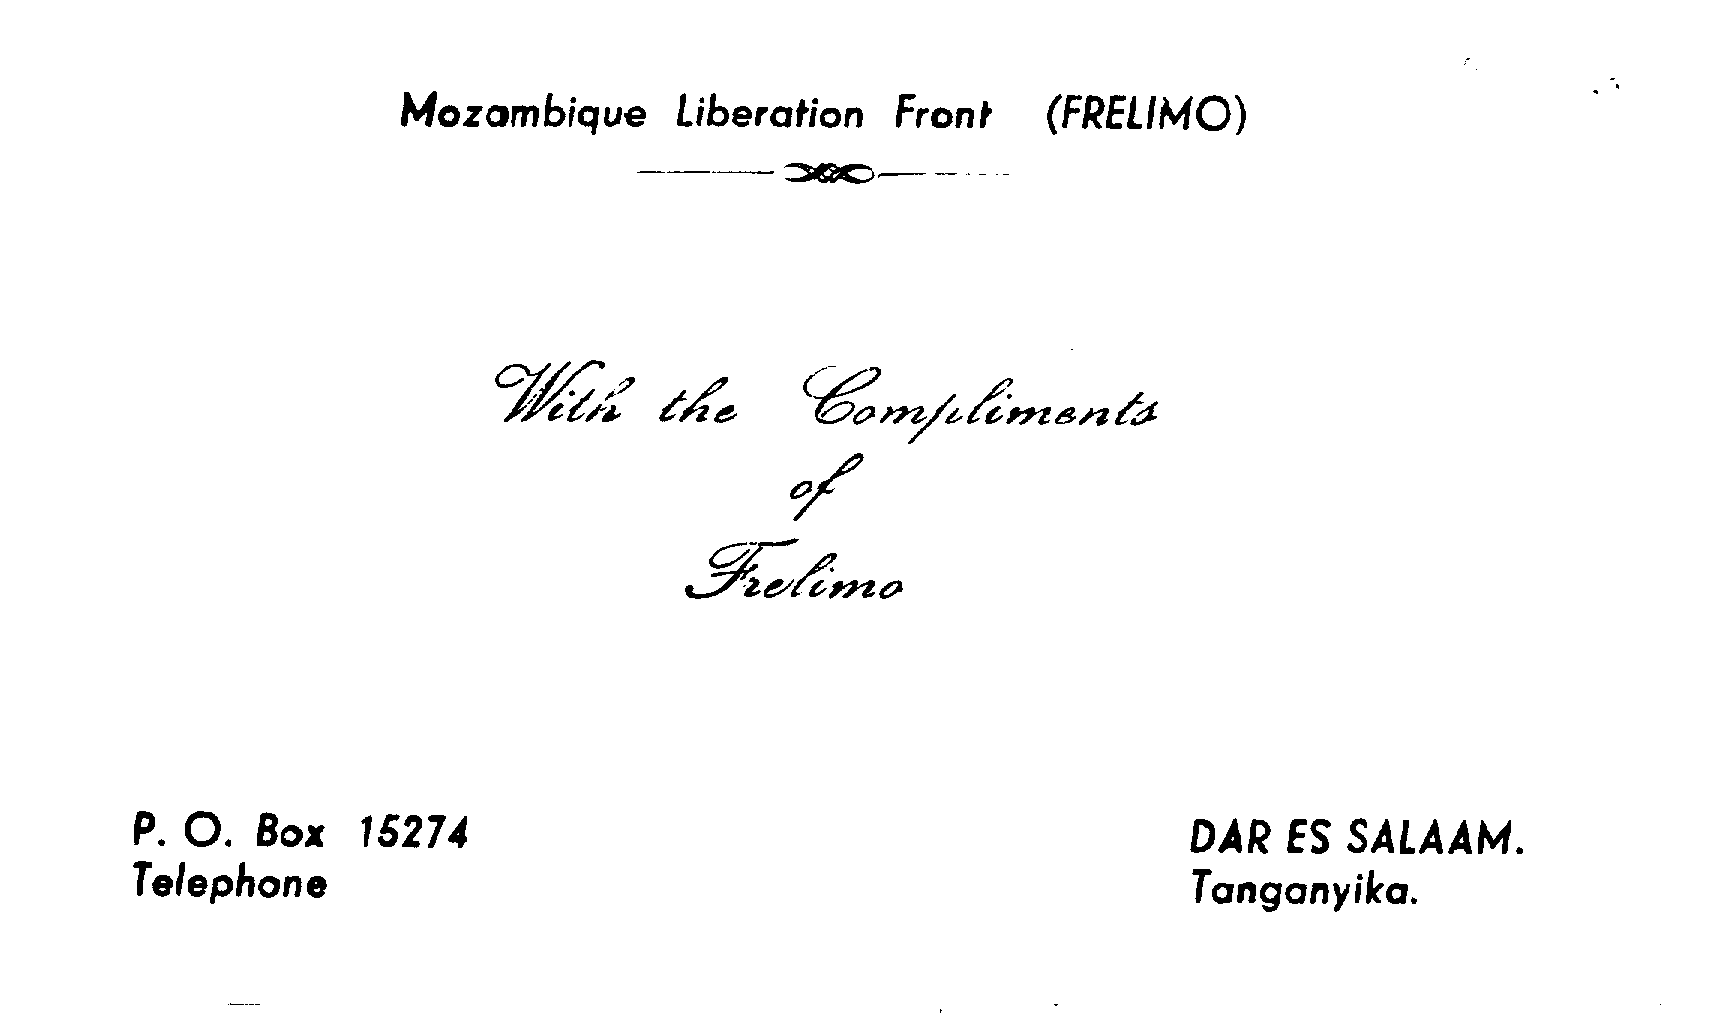 Mozambique Liberation Front (FRELIMO)
With the Compliments
of
Frelimo
P. O. Box 15274
Telephone
DAR ES SALAAM.
Tanganyika.